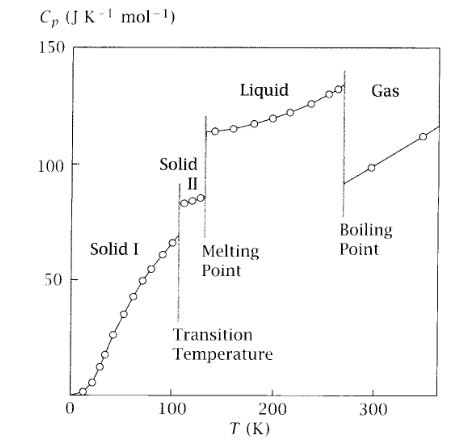 Cp (J K⁻¹ mol⁻¹)
150
Liquid
Gas
100
Solid
II
Solid I
Melting
Point
Boiling
Point
50
Transition
Temperature
0
100
200
300
T (K)